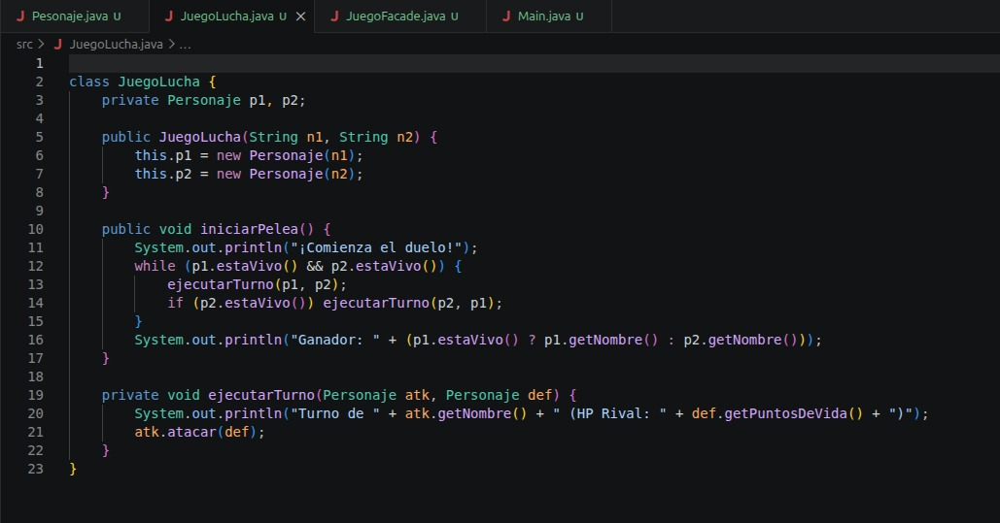 J Pesonaje.java U J JuegoLucha.java U × J JuegoFacade.java U J Main.java U
src > J JuegoLucha.java > ...
1
2 class JuegoLucha {
3     private Personaje p1, p2;
4
5     public JuegoLucha(String n1, String n2) {
6         this.p1 = new Personaje(n1);
7         this.p2 = new Personaje(n2);
8     }
9
10     public void iniciarPelea() {
11         System.out.println("¡Comienza el duelo!");
12         while (p1.estaVivo() && p2.estaVivo()) {
13             ejecutarTurno(p1, p2);
14             if (p2.estaVivo()) ejecutarTurno(p2, p1);
15         }
16         System.out.println("Ganador: " + (p1.estaVivo() ? p1.getNombre() : p2.getNombre()));
17     }
18
19     private void ejecutarTurno(Personaje atk, Personaje def) {
20         System.out.println("Turno de " + atk.getNombre() + " (HP Rival: " + def.getPuntosDeVida() + ")");
21         atk.atacar(def);
22     }
23 }